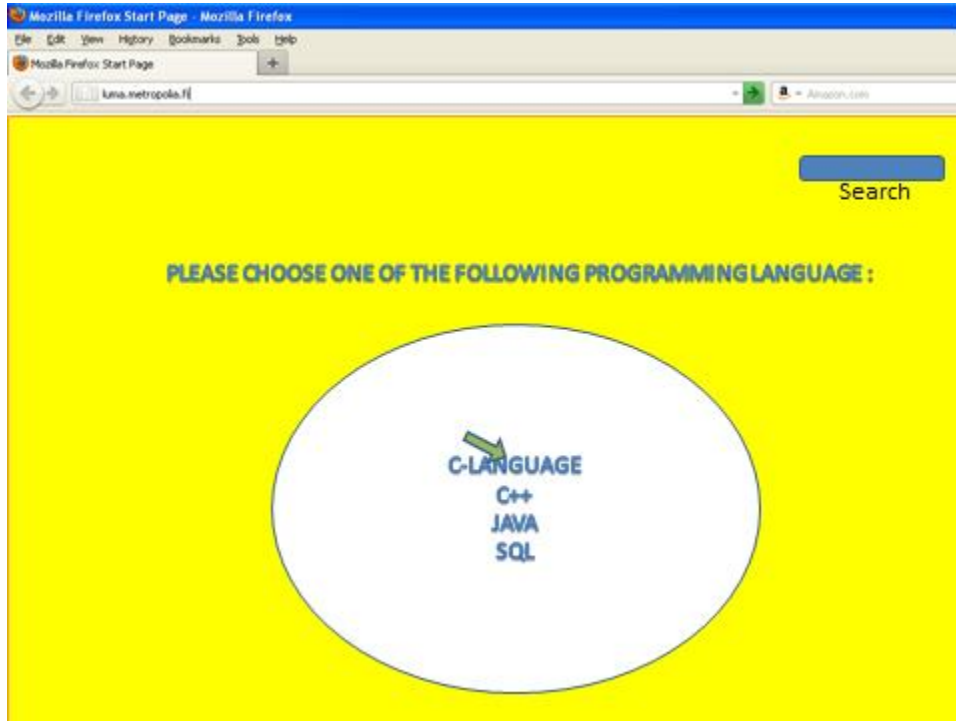 Mozilla Firefox Start Page - Mozilla Firefox
File Edit View History Bookmarks Tools Help
Mozilla Firefox Start Page +
luma.metropolia.fi
a - Amazon.com
Search
PLEASE CHOOSE ONE OF THE FOLLOWING PROGRAMMING LANGUAGE :
C-LANGUAGE
C++
JAVA
SQL